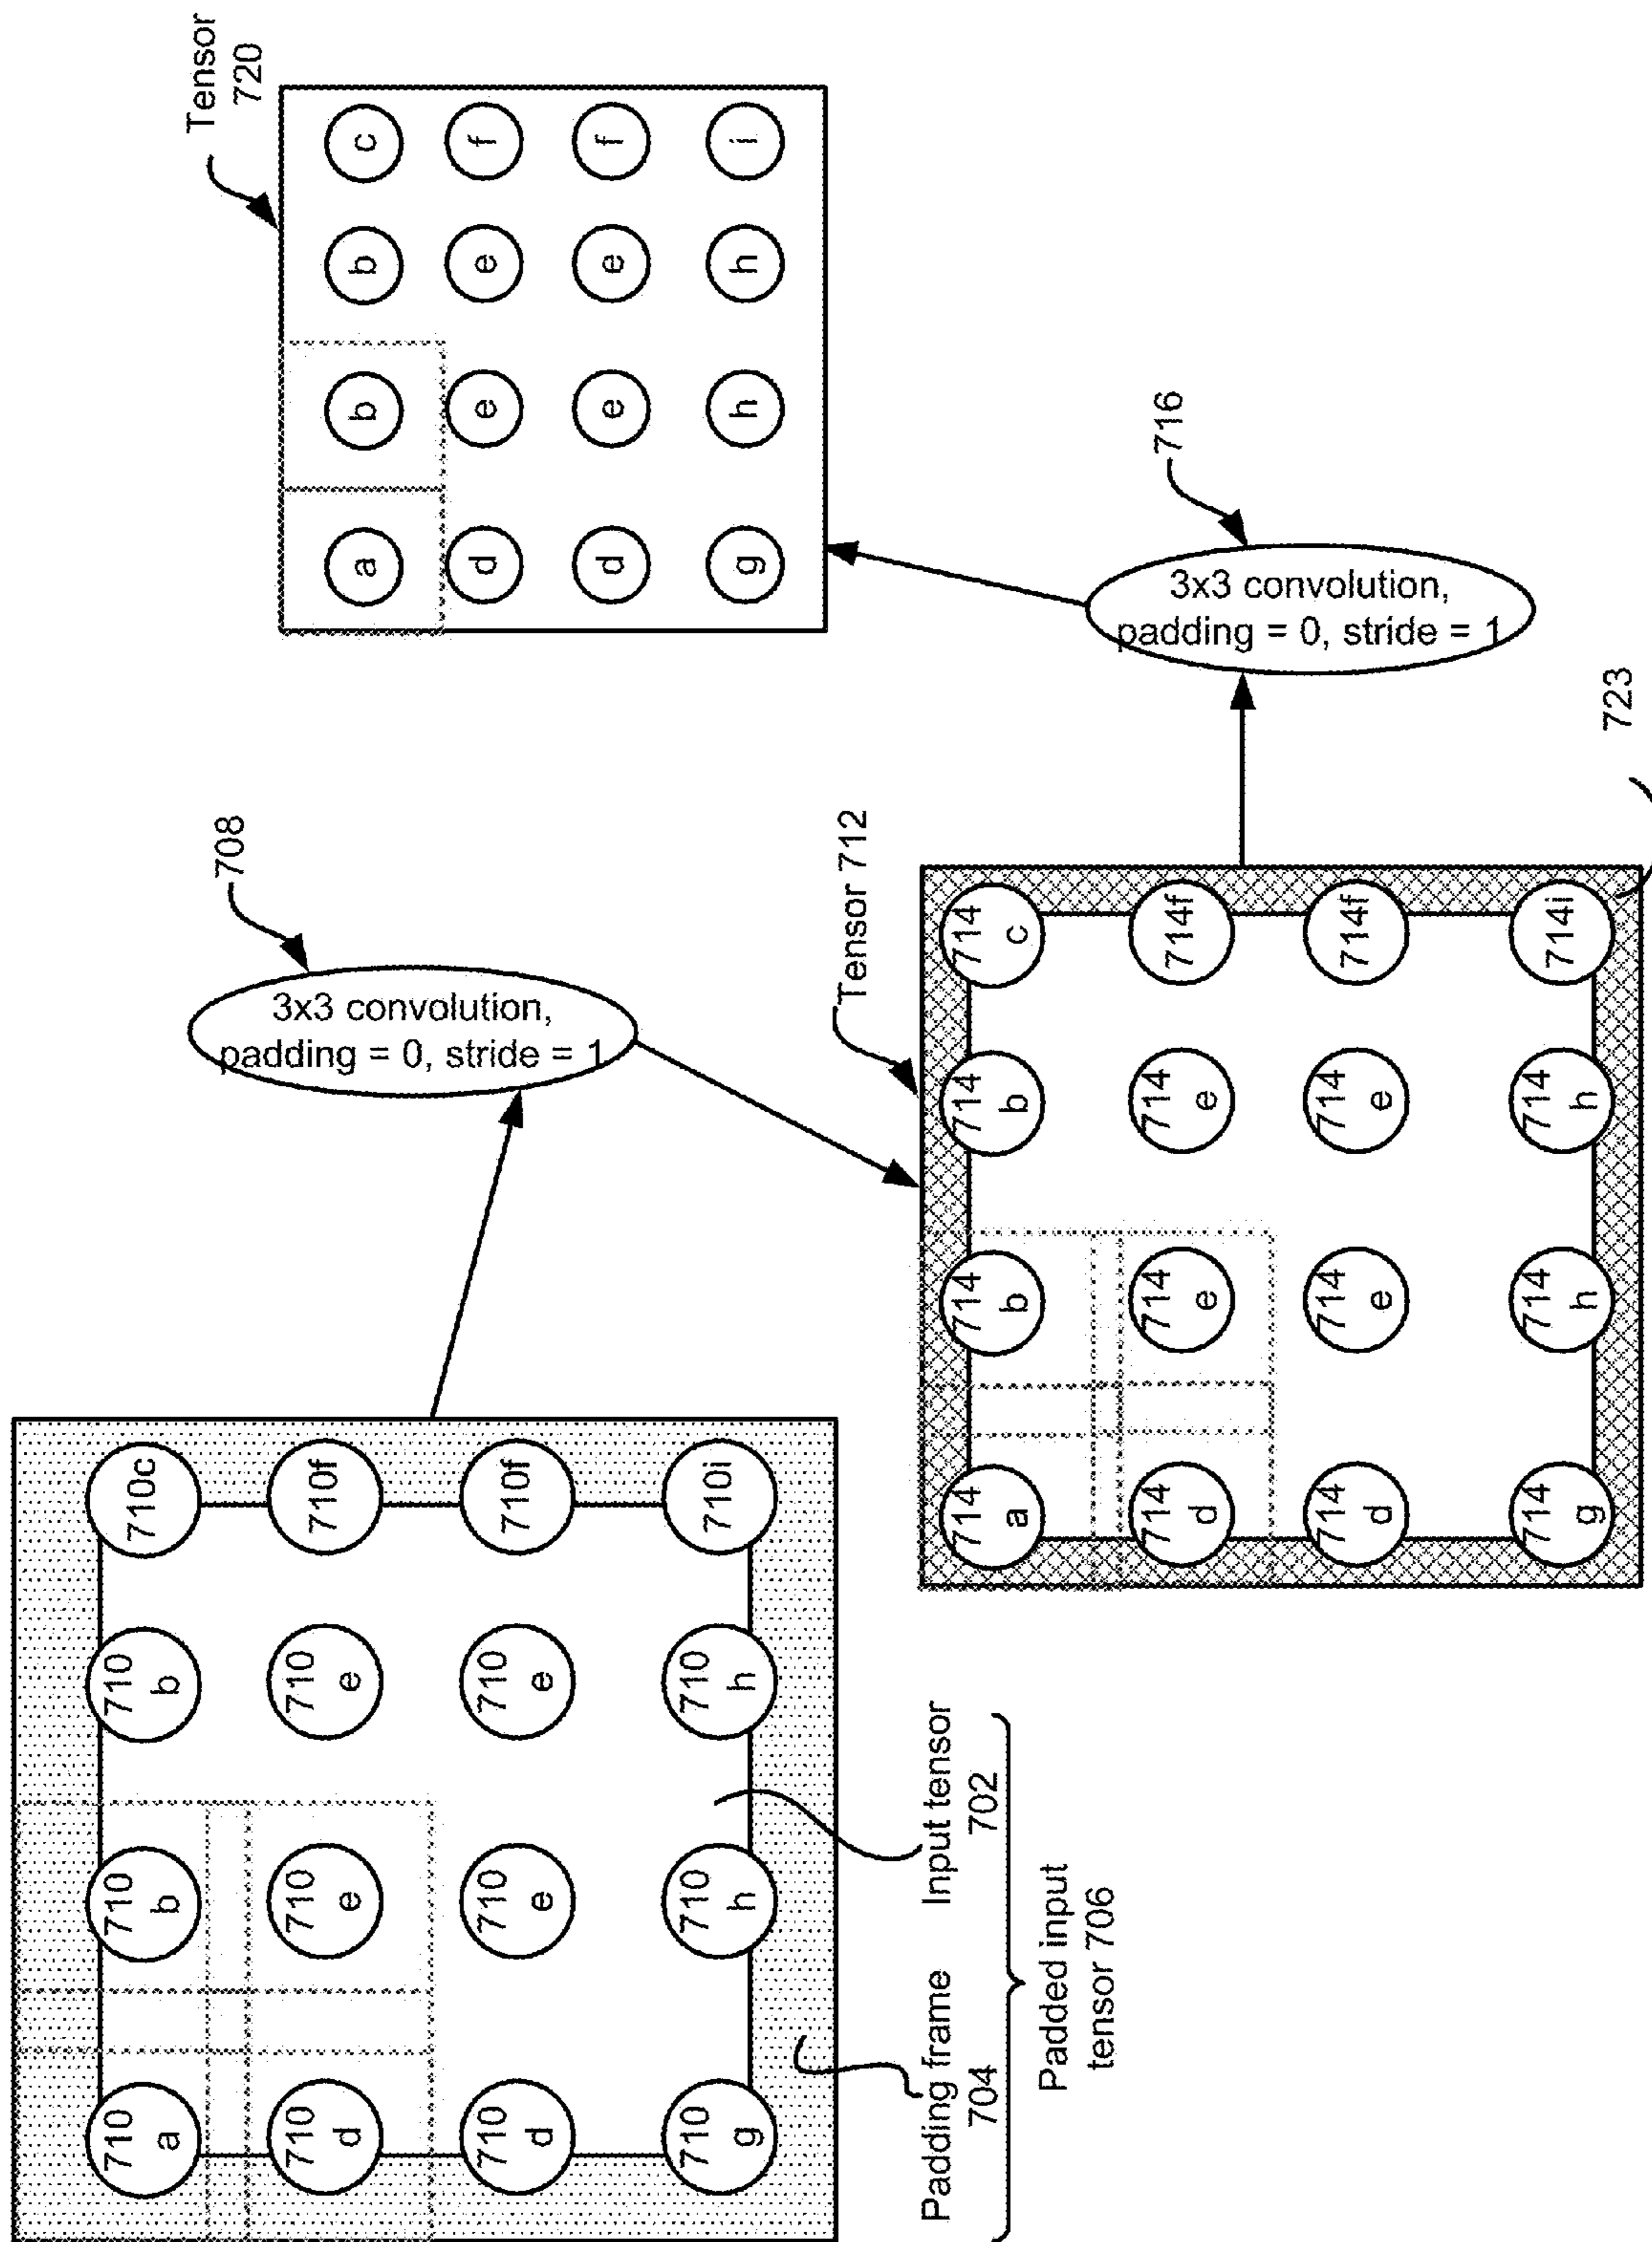 710
a
710
b
710
b
710c
710
d
710
e
710
e
710f
710
d
710
e
710
e
710f
710
g
710
h
710
h
710i
Padding frame
704
Input tensor
702
Padded input
tensor 706
708
3x3 convolution,
padding = 0, stride = 1
Tensor 712
714
a
714
b
714
b
714
c
714
d
714
e
714
e
714f
714
d
714
e
714
e
714f
714
g
714
h
714
h
714i
723
716
3x3 convolution,
padding = 0, stride = 1
Tensor
720
a b b c
d e e f
d e e f
g h h i